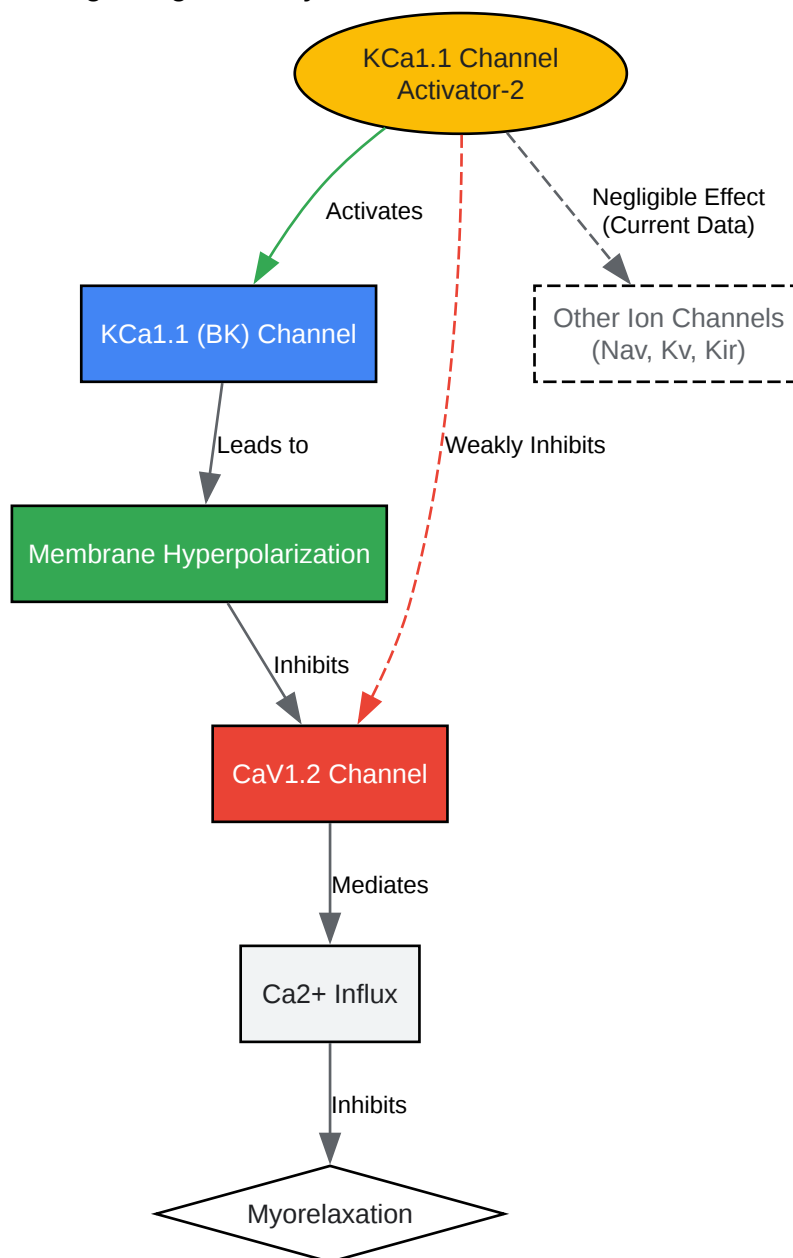 KCa1.1 Channel
Activator-2
Activates
Negligible Effect
(Current Data)
KCa1.1 (BK) Channel
Other Ion Channels
(Nav, Kv, Kir)
Leads to
Weakly Inhibits
Membrane Hyperpolarization
Inhibits
CaV1.2 Channel
Mediates
Ca2+ Influx
Inhibits
Myorelaxation